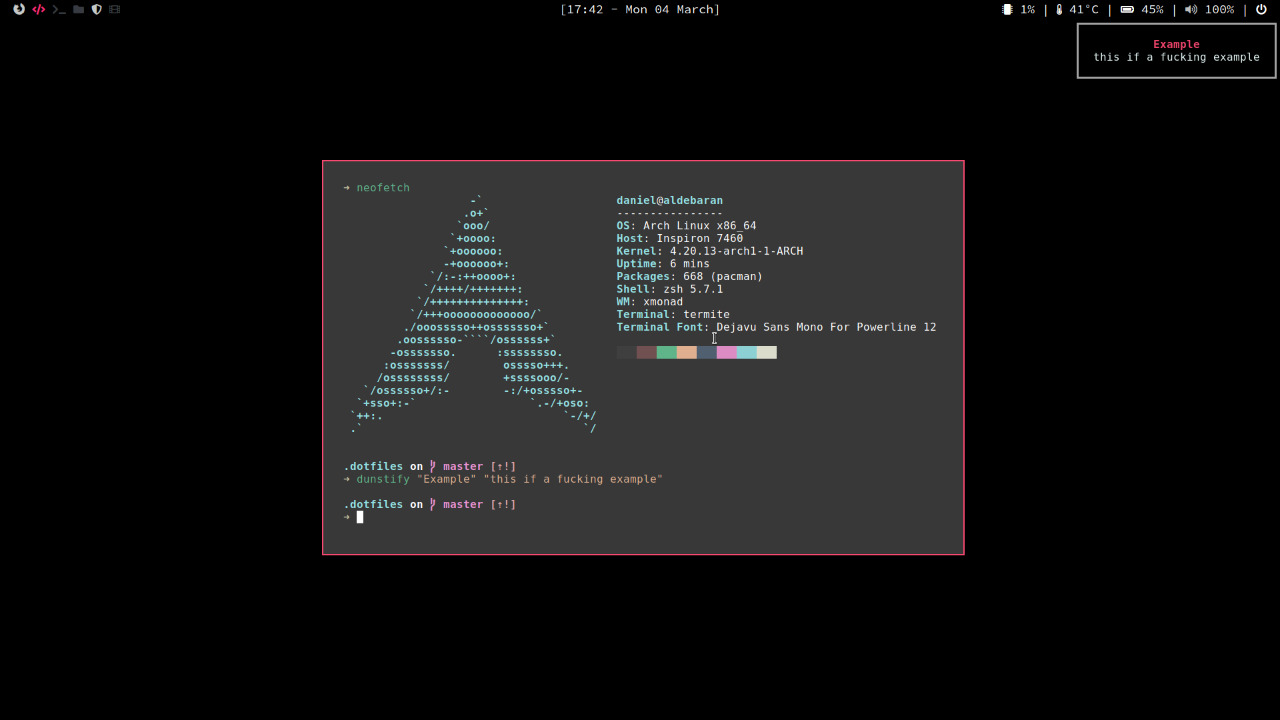 [17:42 - Mon 04 March]
1% | 41°C | 45% | 100% |
Example
this if a fucking example
➜ neofetch
-`
.o+`
`ooo/
`+oooo:
`+oooooo:
-+oooooo+:
`/:-:++oooo+:
`/++++/+++++++:
`/++++++++++++++:
`/+++ooooooooooooo/`
./ooosssso++osssssso+`
.oossssso-````/ossssss+`
-osssssso. :ssssssso.
:osssssss/ osssso+++.
/ossssssss/ +ssssooo/-
`/ossssso+/:- -:/+osssso+-
`+sso+:-` `.-/+oso:
`++:. `-/+/
.` `/
daniel@aldebaran
----------------
OS: Arch Linux x86_64
Host: Inspiron 7460
Kernel: 4.20.13-arch1-1-ARCH
Uptime: 6 mins
Packages: 668 (pacman)
Shell: zsh 5.7.1
WM: xmonad
Terminal: termite
Terminal Font: Dejavu Sans Mono For Powerline 12
.dotfiles on master [↑!]
➜ dunstify "Example" "this if a fucking example"
.dotfiles on master [↑!]
➜